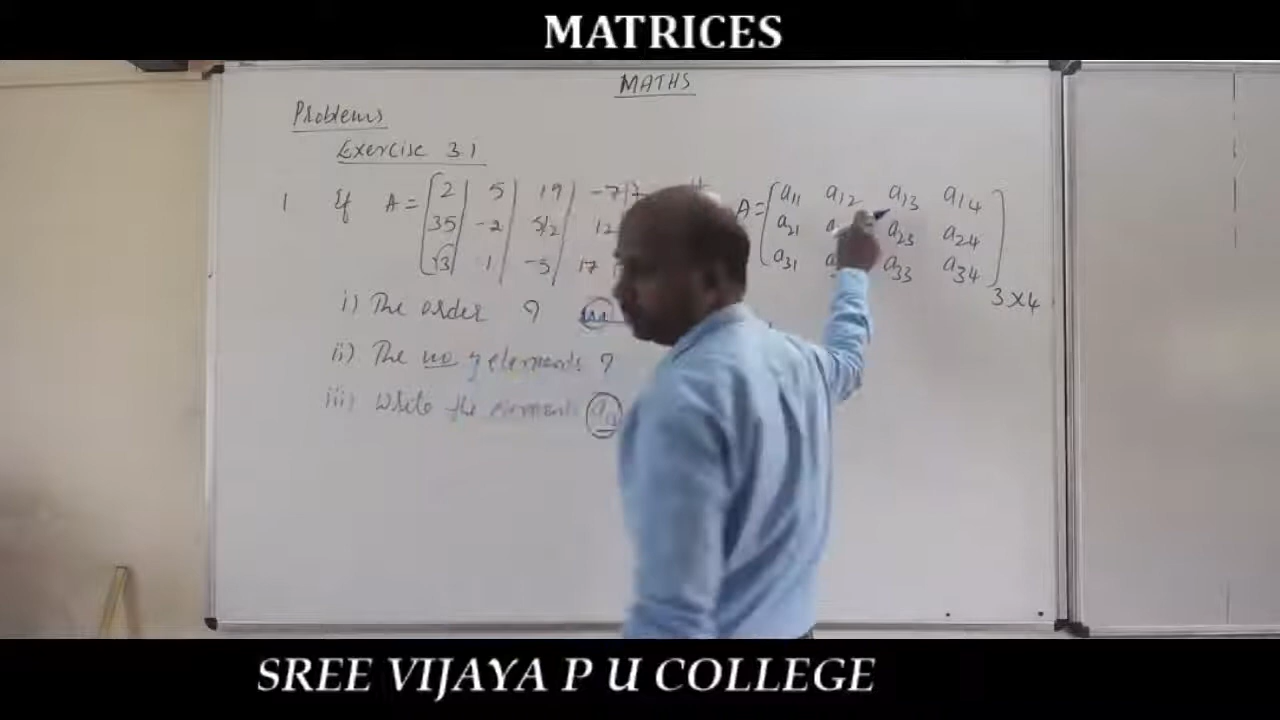 MATRICES
MATHS
Problems
Exercise 3.1
1 If A = [ 2 | 5 | 19 | -7
35 | -2 | 5/2 | 12
√3 | 1 | -5 | 17
A = [ a11 a12 a13 a14
a21 a23 a24
a31 a33 a34 ] 3×4
i) The order ?
ii) The no of elements ?
iii) Write the elements a13
SREE VIJAYA P U COLLEGE